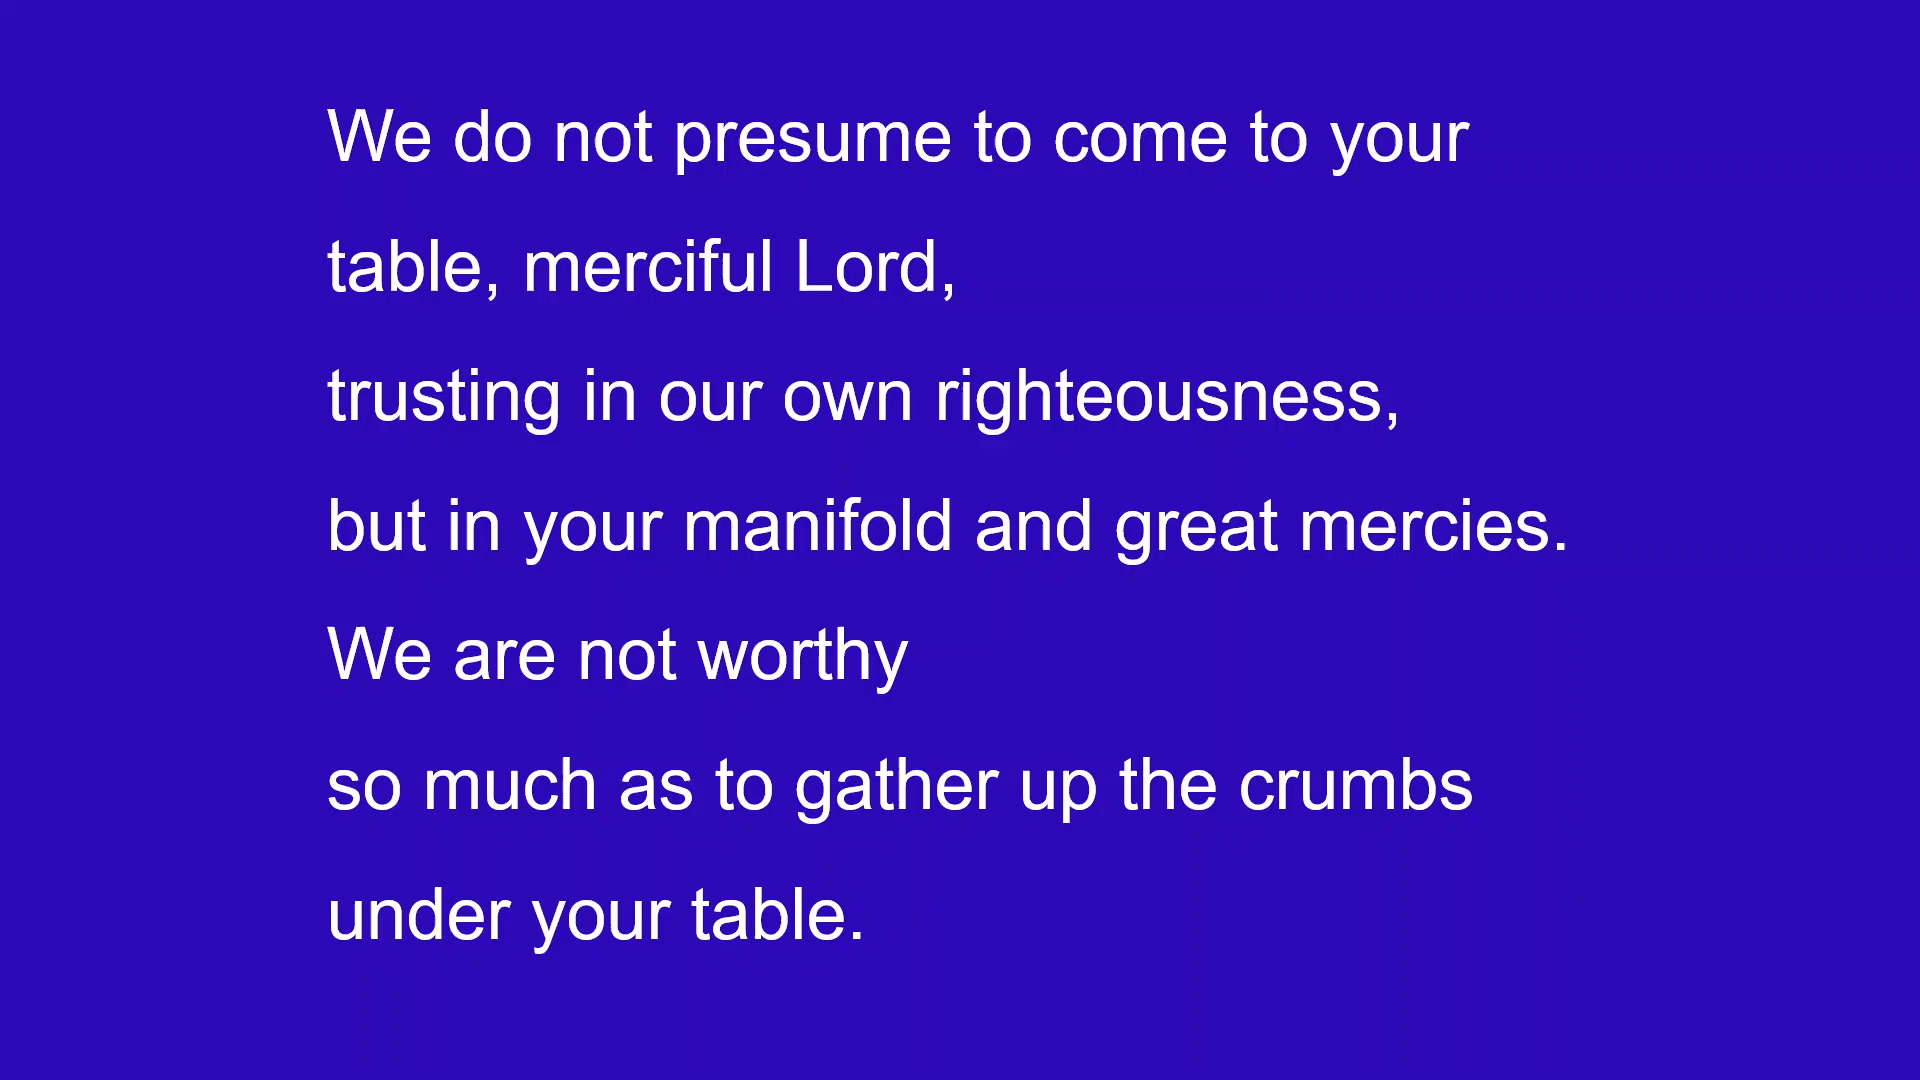 We do not presume to come to your
table, merciful Lord,
trusting in our own righteousness,
but in your manifold and great mercies.
We are not worthy
so much as to gather up the crumbs
under your table.